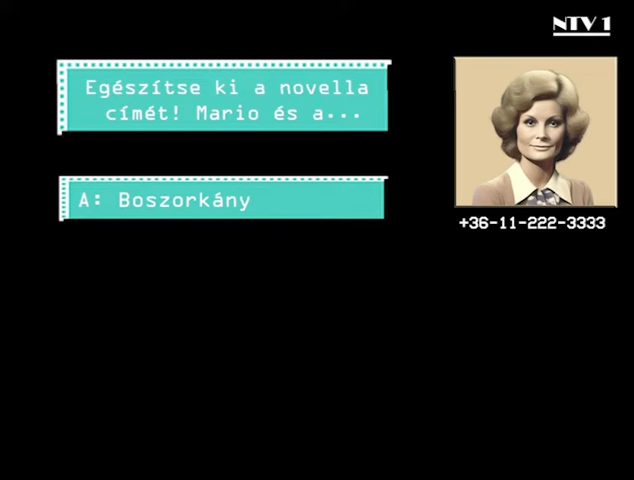 NTV 1
Egészítse ki a novella
címét! Mario és a...
A: Boszorkány
+36-11-222-3333